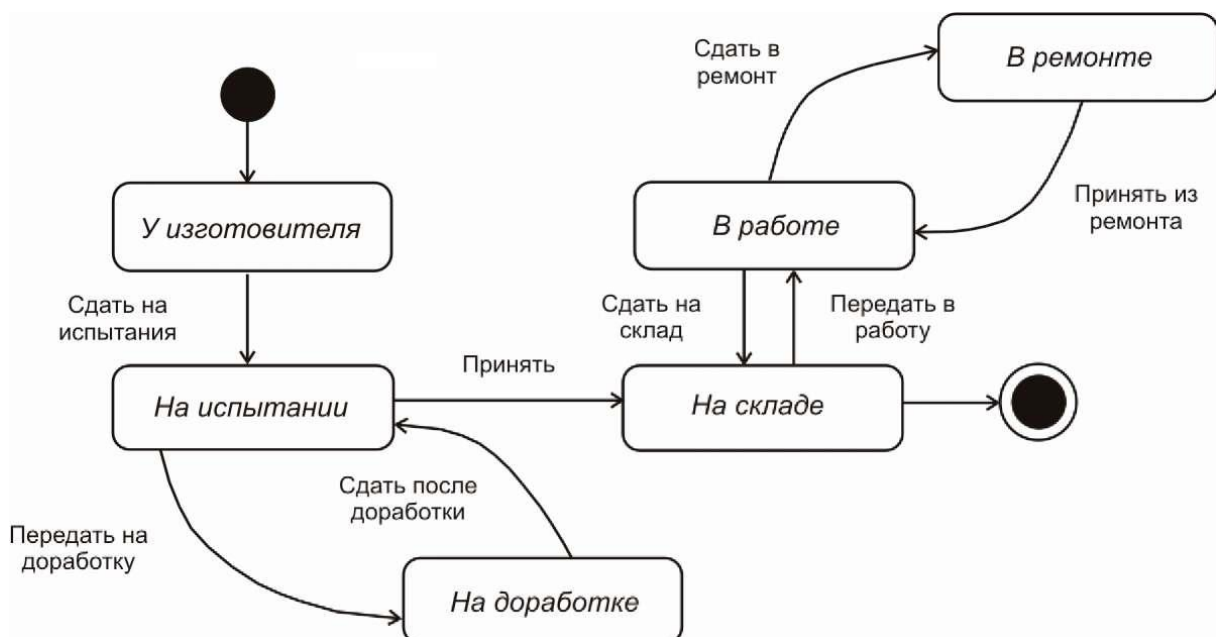 Сдать в
ремонт
В ремонте
У изготовителя
В работе
Принять из
ремонта
Сдать на
испытания
Сдать на
склад
Передать в
работу
На испытании
Принять
На складе
Сдать после
доработки
Передать на
доработку
На доработке